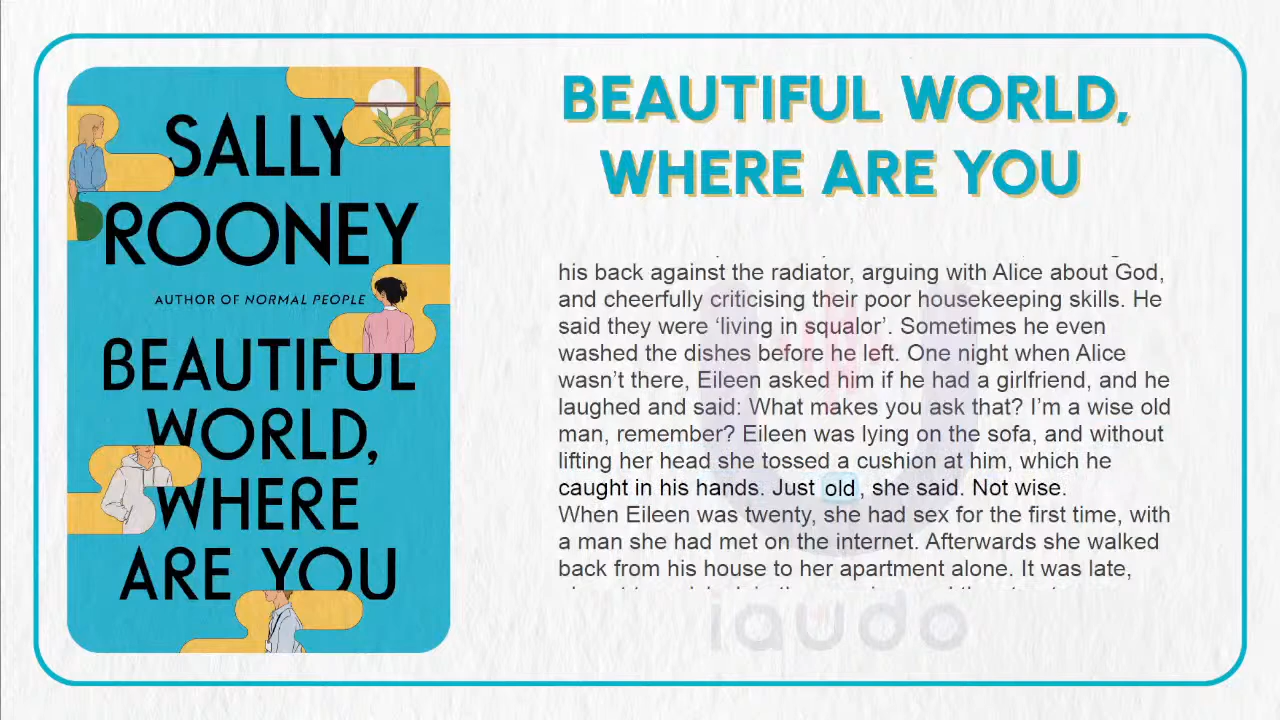 SALLY
ROONEY
AUTHOR OF NORMAL PEOPLE
BEAUTIFUL
WORLD,
WHERE
ARE YOU
BEAUTIFUL WORLD,
WHERE ARE YOU
his back against the radiator, arguing with Alice about God,
and cheerfully criticising their poor housekeeping skills. He
said they were ‘living in squalor’. Sometimes he even
washed the dishes before he left. One night when Alice
wasn’t there, Eileen asked him if he had a girlfriend, and he
laughed and said: What makes you ask that? I’m a wise old
man, remember? Eileen was lying on the sofa, and without
lifting her head she tossed a cushion at him, which he
caught in his hands. Just old, she said. Not wise.
When Eileen was twenty, she had sex for the first time, with
a man she had met on the internet. Afterwards she walked
back from his house to her apartment alone. It was late,
iaudo